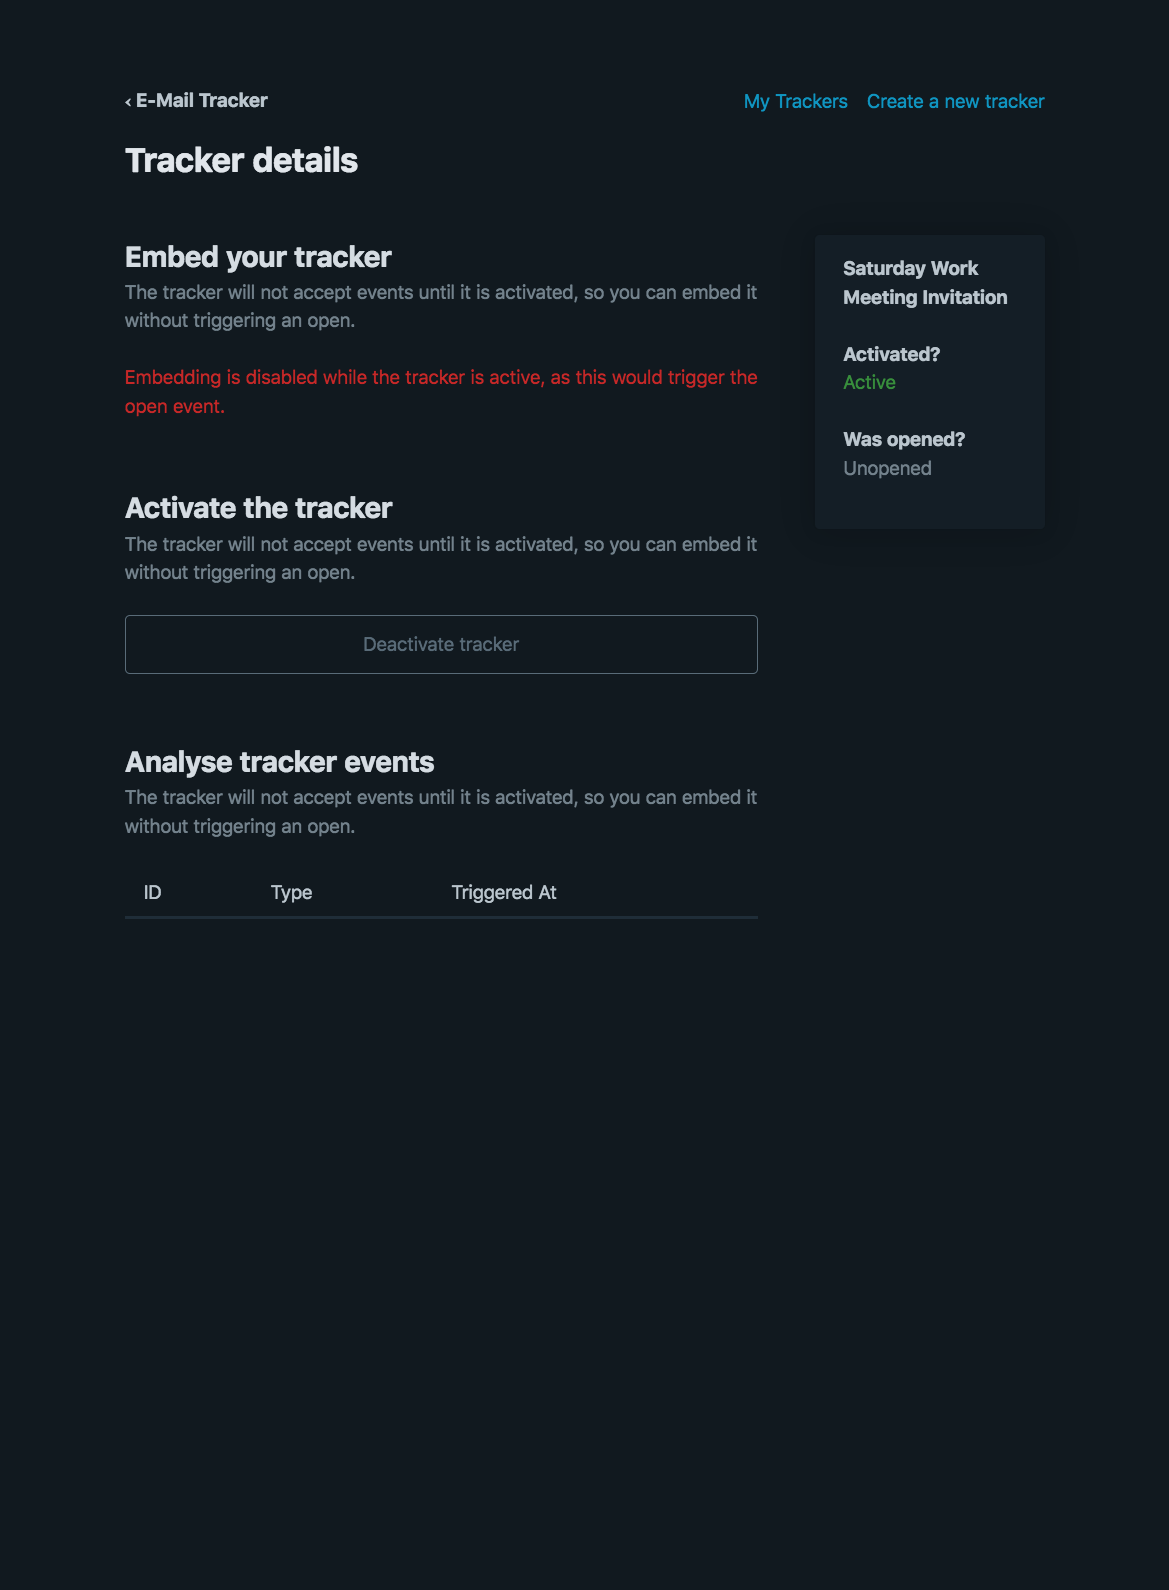 ‹ E-Mail Tracker
My Trackers Create a new tracker
Tracker details
Embed your tracker
The tracker will not accept events until it is activated, so you can embed it
without triggering an open.
Embedding is disabled while the tracker is active, as this would trigger the
open event.
Activate the tracker
The tracker will not accept events until it is activated, so you can embed it
without triggering an open.
Deactivate tracker
Analyse tracker events
The tracker will not accept events until it is activated, so you can embed it
without triggering an open.
ID Type Triggered At
Saturday Work
Meeting Invitation
Activated?
Active
Was opened?
Unopened